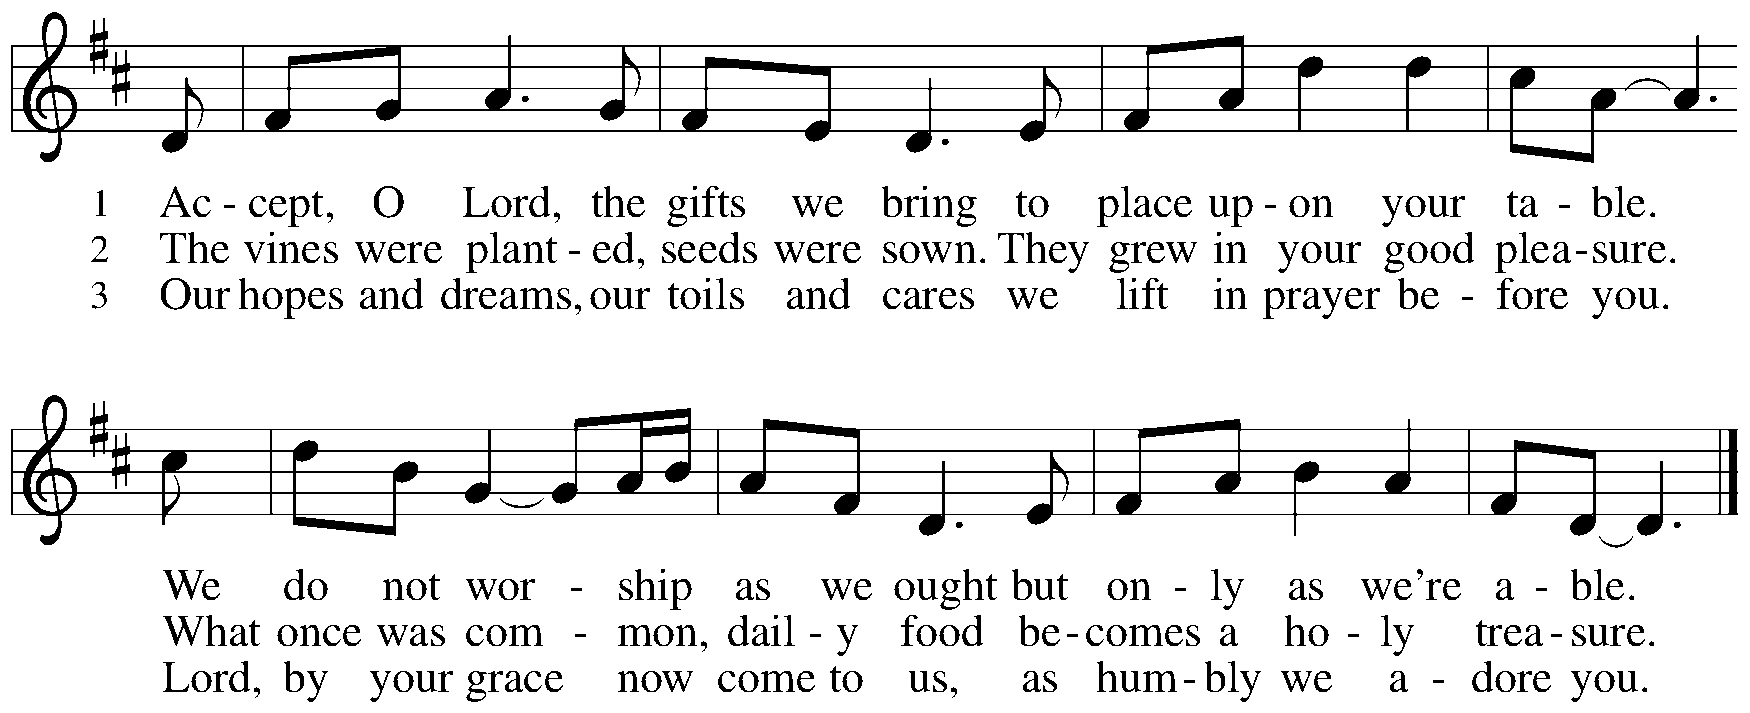 1 Ac - cept, O Lord, the gifts we bring to place up - on your ta - ble.
2 The vines were plant - ed, seeds were sown. They grew in your good plea - sure.
3 Our hopes and dreams, our toils and cares we lift in prayer be - fore you.
We do not wor - ship as we ought but on - ly as we're a - ble.
What once was com - mon, dail - y food be - comes a ho - ly trea - sure.
Lord, by your grace now come to us, as hum - bly we a - dore you.